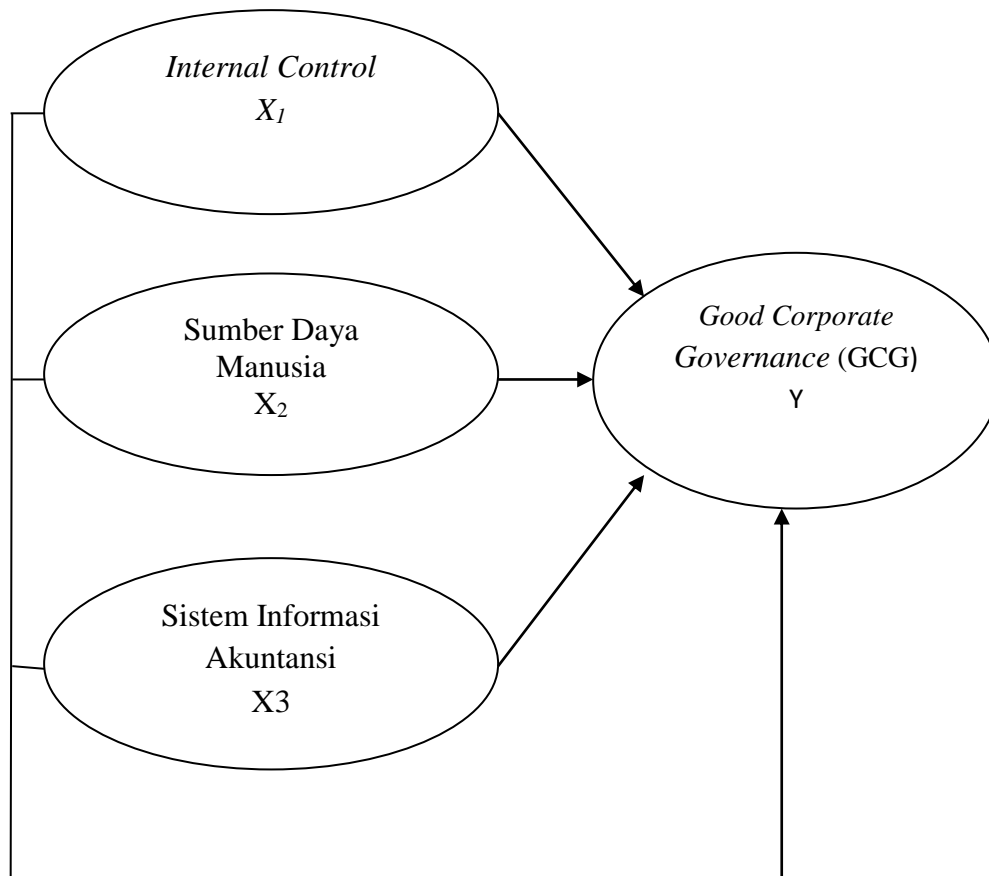 Internal Control
X₁
Sumber Daya
Manusia
X₂
Sistem Informasi
Akuntansi
X3
Good Corporate
Governance (GCG)
Y